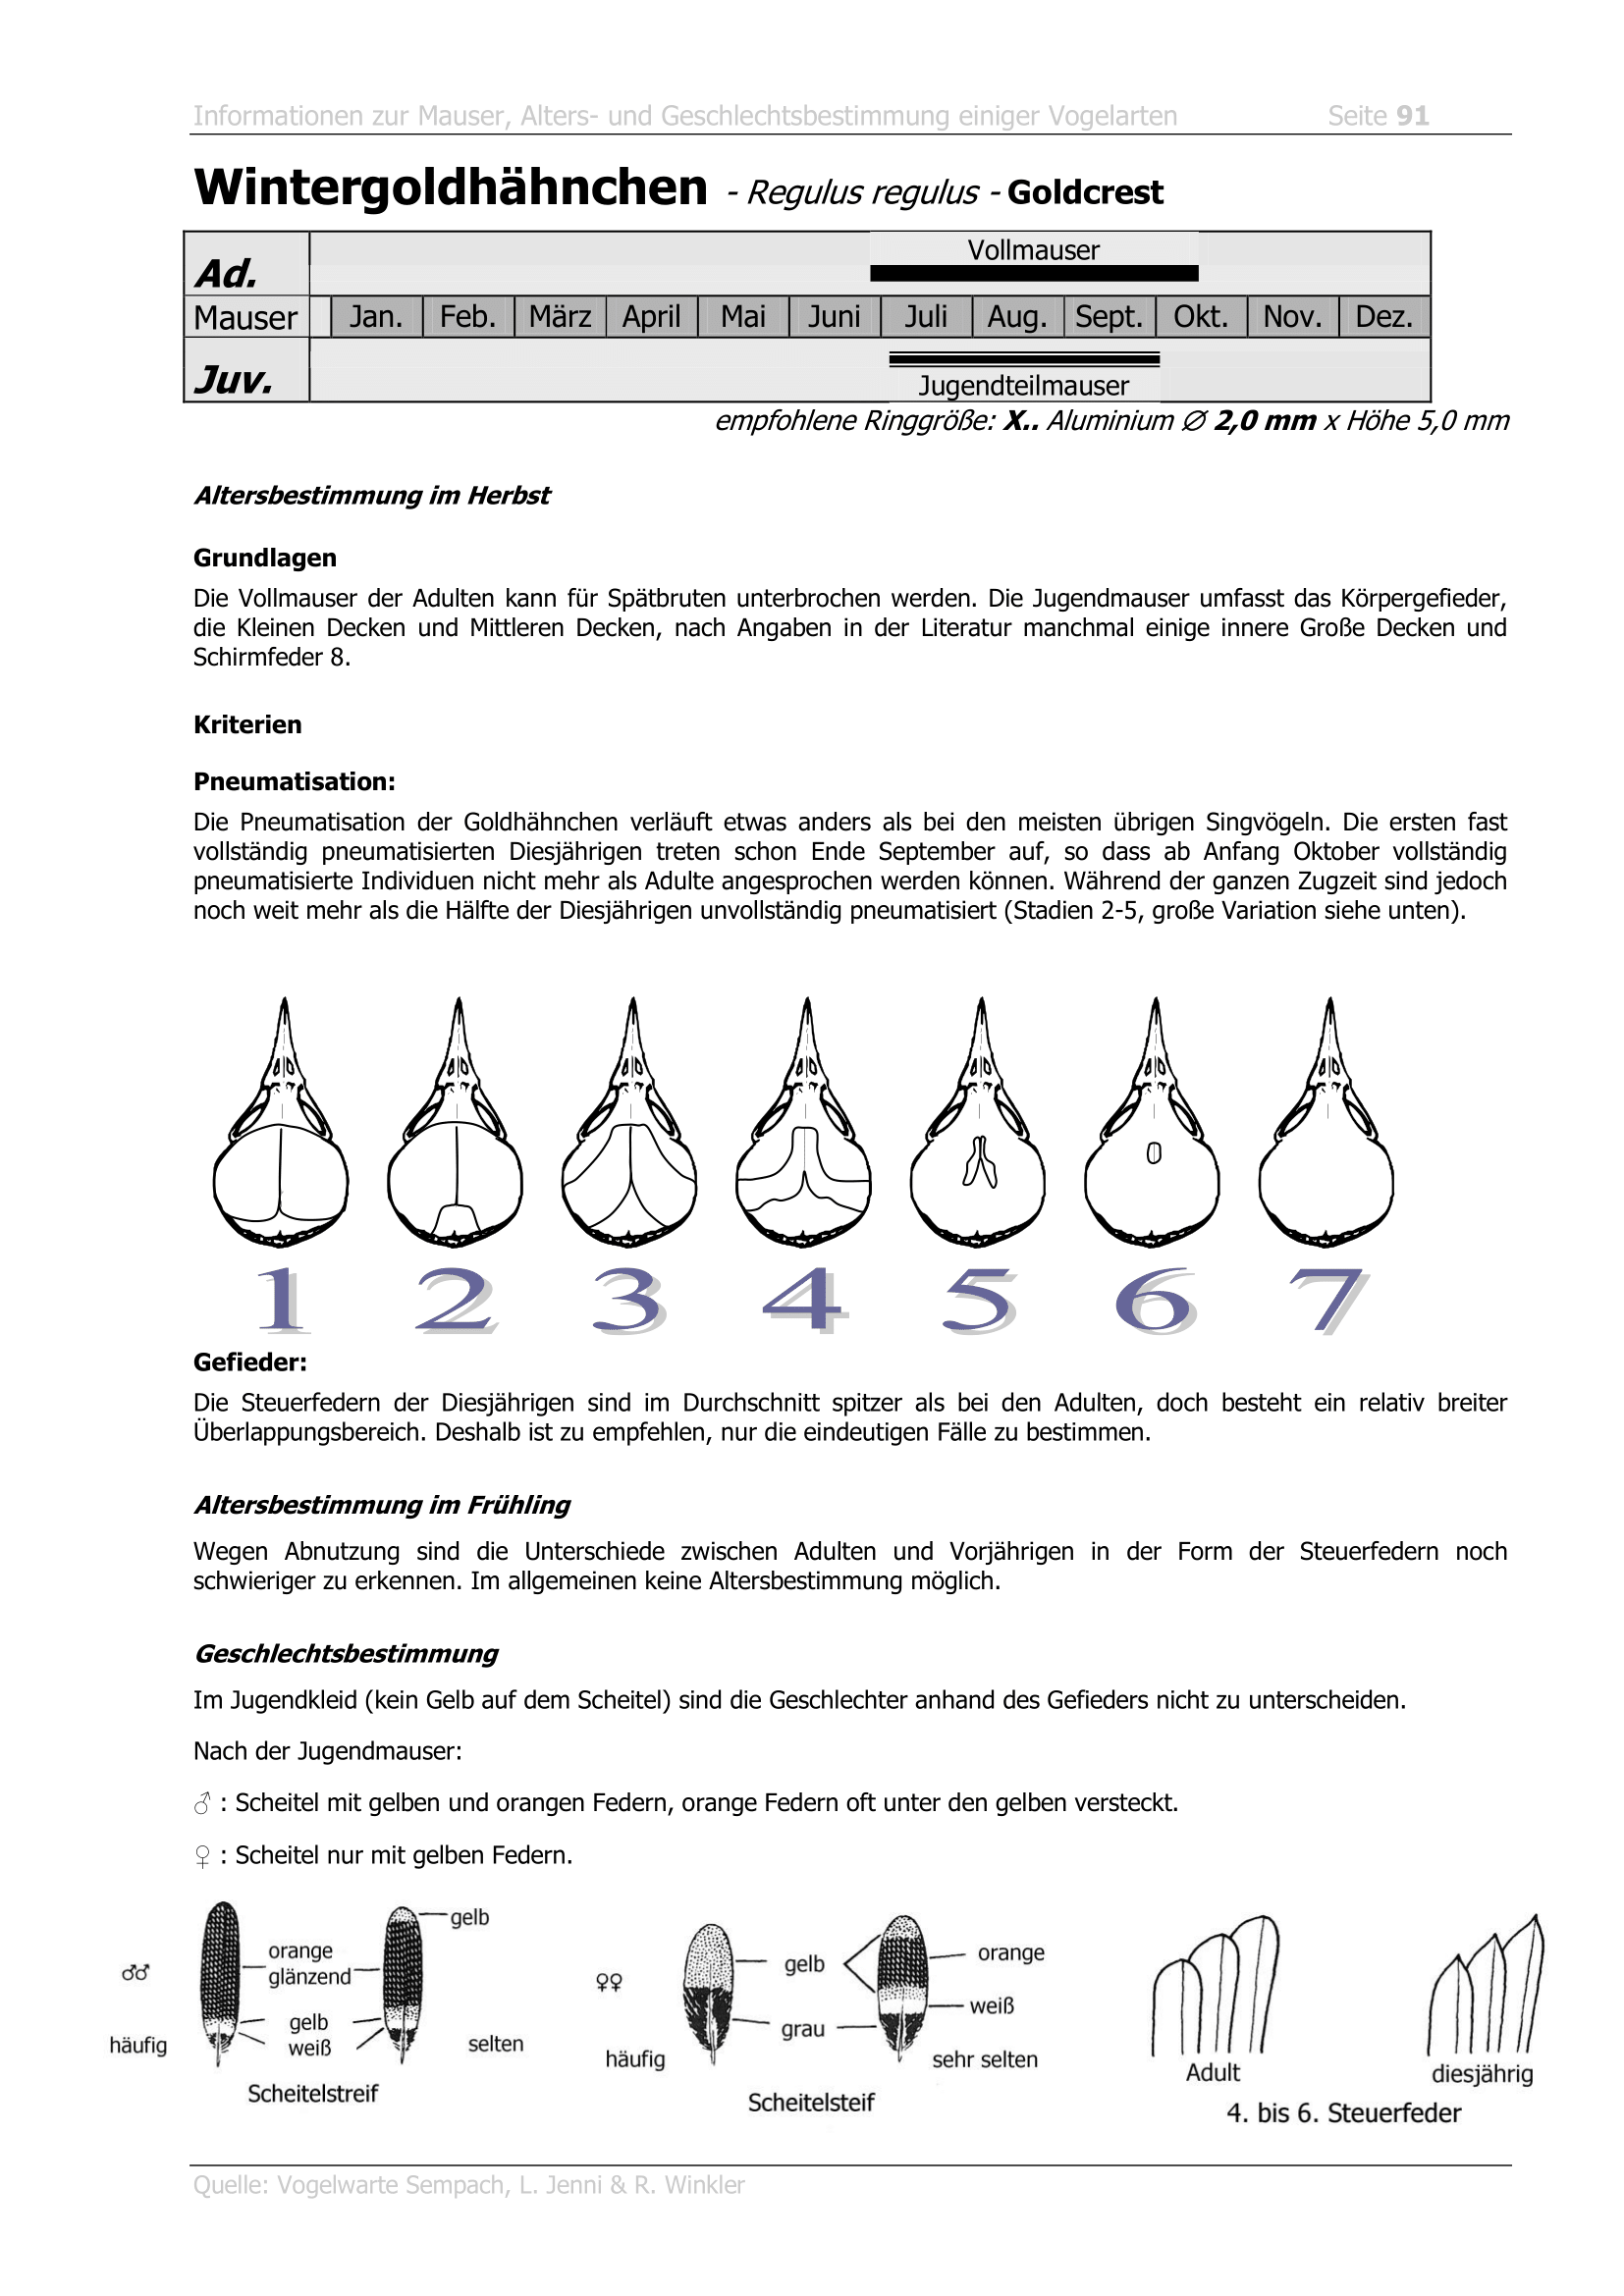 Informationen zur Mauser, Alters- und Geschlechtsbestimmung einiger Vogelarten Seite 91
Wintergoldhähnchen - Regulus regulus - Goldcrest
Ad. Vollmauser
Mauser Jan. Feb. März April Mai Juni Juli Aug. Sept. Okt. Nov. Dez.
Juv. Jugendteilmauser
empfohlene Ringgröße: X.. Aluminium ∅ 2,0 mm x Höhe 5,0 mm
Altersbestimmung im Herbst
Grundlagen
Die Vollmauser der Adulten kann für Spätbruten unterbrochen werden. Die Jugendmauser umfasst das Körpergefieder,
die Kleinen Decken und Mittleren Decken, nach Angaben in der Literatur manchmal einige innere Große Decken und
Schirmfeder 8.
Kriterien
Pneumatisation:
Die Pneumatisation der Goldhähnchen verläuft etwas anders als bei den meisten übrigen Singvögeln. Die ersten fast
vollständig pneumatisierten Diesjährigen treten schon Ende September auf, so dass ab Anfang Oktober vollständig
pneumatisierte Individuen nicht mehr als Adulte angesprochen werden können. Während der ganzen Zugzeit sind jedoch
noch weit mehr als die Hälfte der Diesjährigen unvollständig pneumatisiert (Stadien 2-5, große Variation siehe unten).
1 2 3 4 5 6 7
Gefieder:
Die Steuerfedern der Diesjährigen sind im Durchschnitt spitzer als bei den Adulten, doch besteht ein relativ breiter
Überlappungsbereich. Deshalb ist zu empfehlen, nur die eindeutigen Fälle zu bestimmen.
Altersbestimmung im Frühling
Wegen Abnutzung sind die Unterschiede zwischen Adulten und Vorjährigen in der Form der Steuerfedern noch
schwieriger zu erkennen. Im allgemeinen keine Altersbestimmung möglich.
Geschlechtsbestimmung
Im Jugendkleid (kein Gelb auf dem Scheitel) sind die Geschlechter anhand des Gefieders nicht zu unterscheiden.
Nach der Jugendmauser:
♂ : Scheitel mit gelben und orangen Federn, orange Federn oft unter den gelben versteckt.
♀ : Scheitel nur mit gelben Federn.
♂♂
häufig
orange
glänzend
gelb
weiß
gelb
selten
Scheitelstreif
♀♀
häufig
gelb
grau
orange
weiß
sehr selten
Scheitelsteif
Adult
diesjährig
4. bis 6. Steuerfeder
Quelle: Vogelwarte Sempach, L. Jenni & R. Winkler